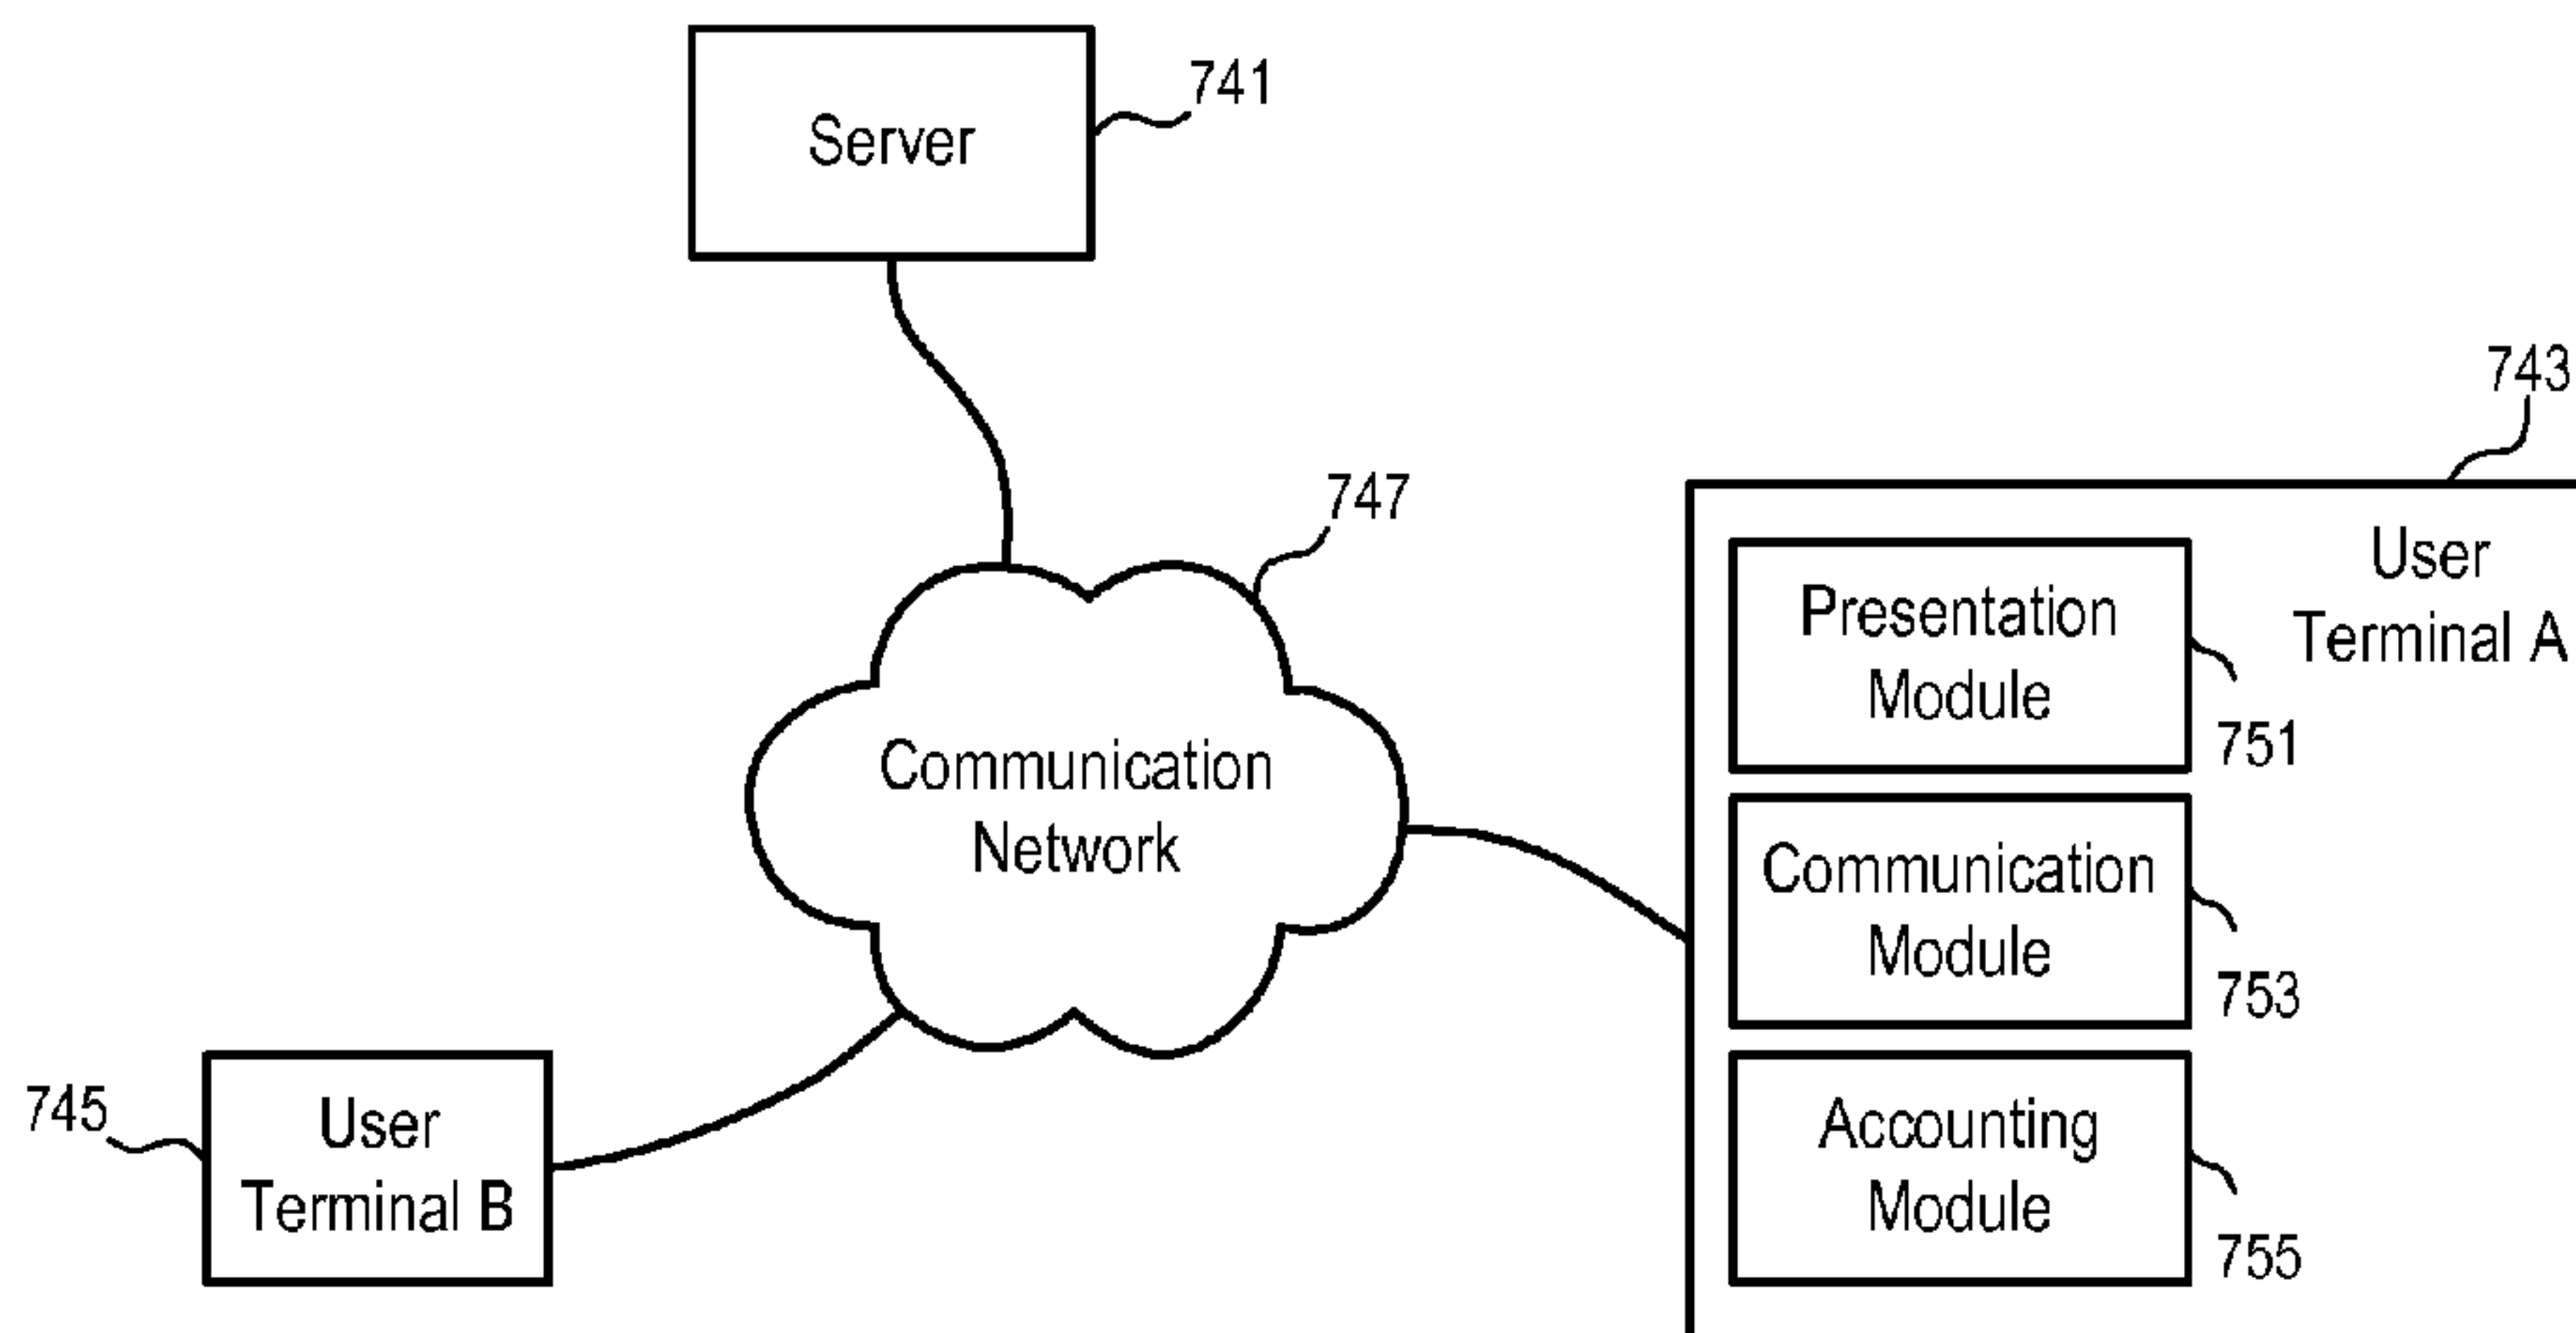 741
Server
743
747
User
Terminal A
Presentation
Module
751
Communication
Network
Communication
Module
753
745
User
Terminal B
Accounting
Module
755